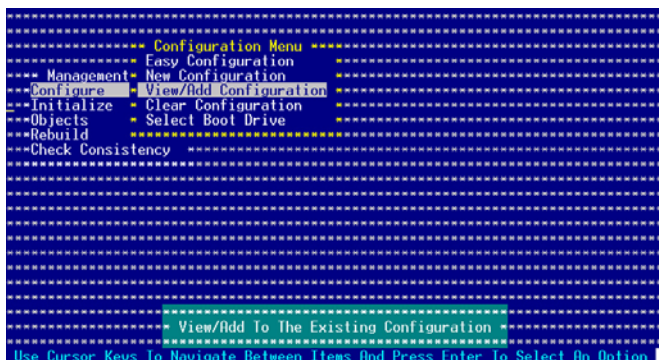 Configuration Menu
Easy Configuration
Management New Configuration
Configure View/Add Configuration
Initialize Clear Configuration
Objects Select Boot Drive
Rebuild
Check Consistency
View/Add To The Existing Configuration
Use Cursor Keys To Navigate Between Items And Press Enter To Select An Option